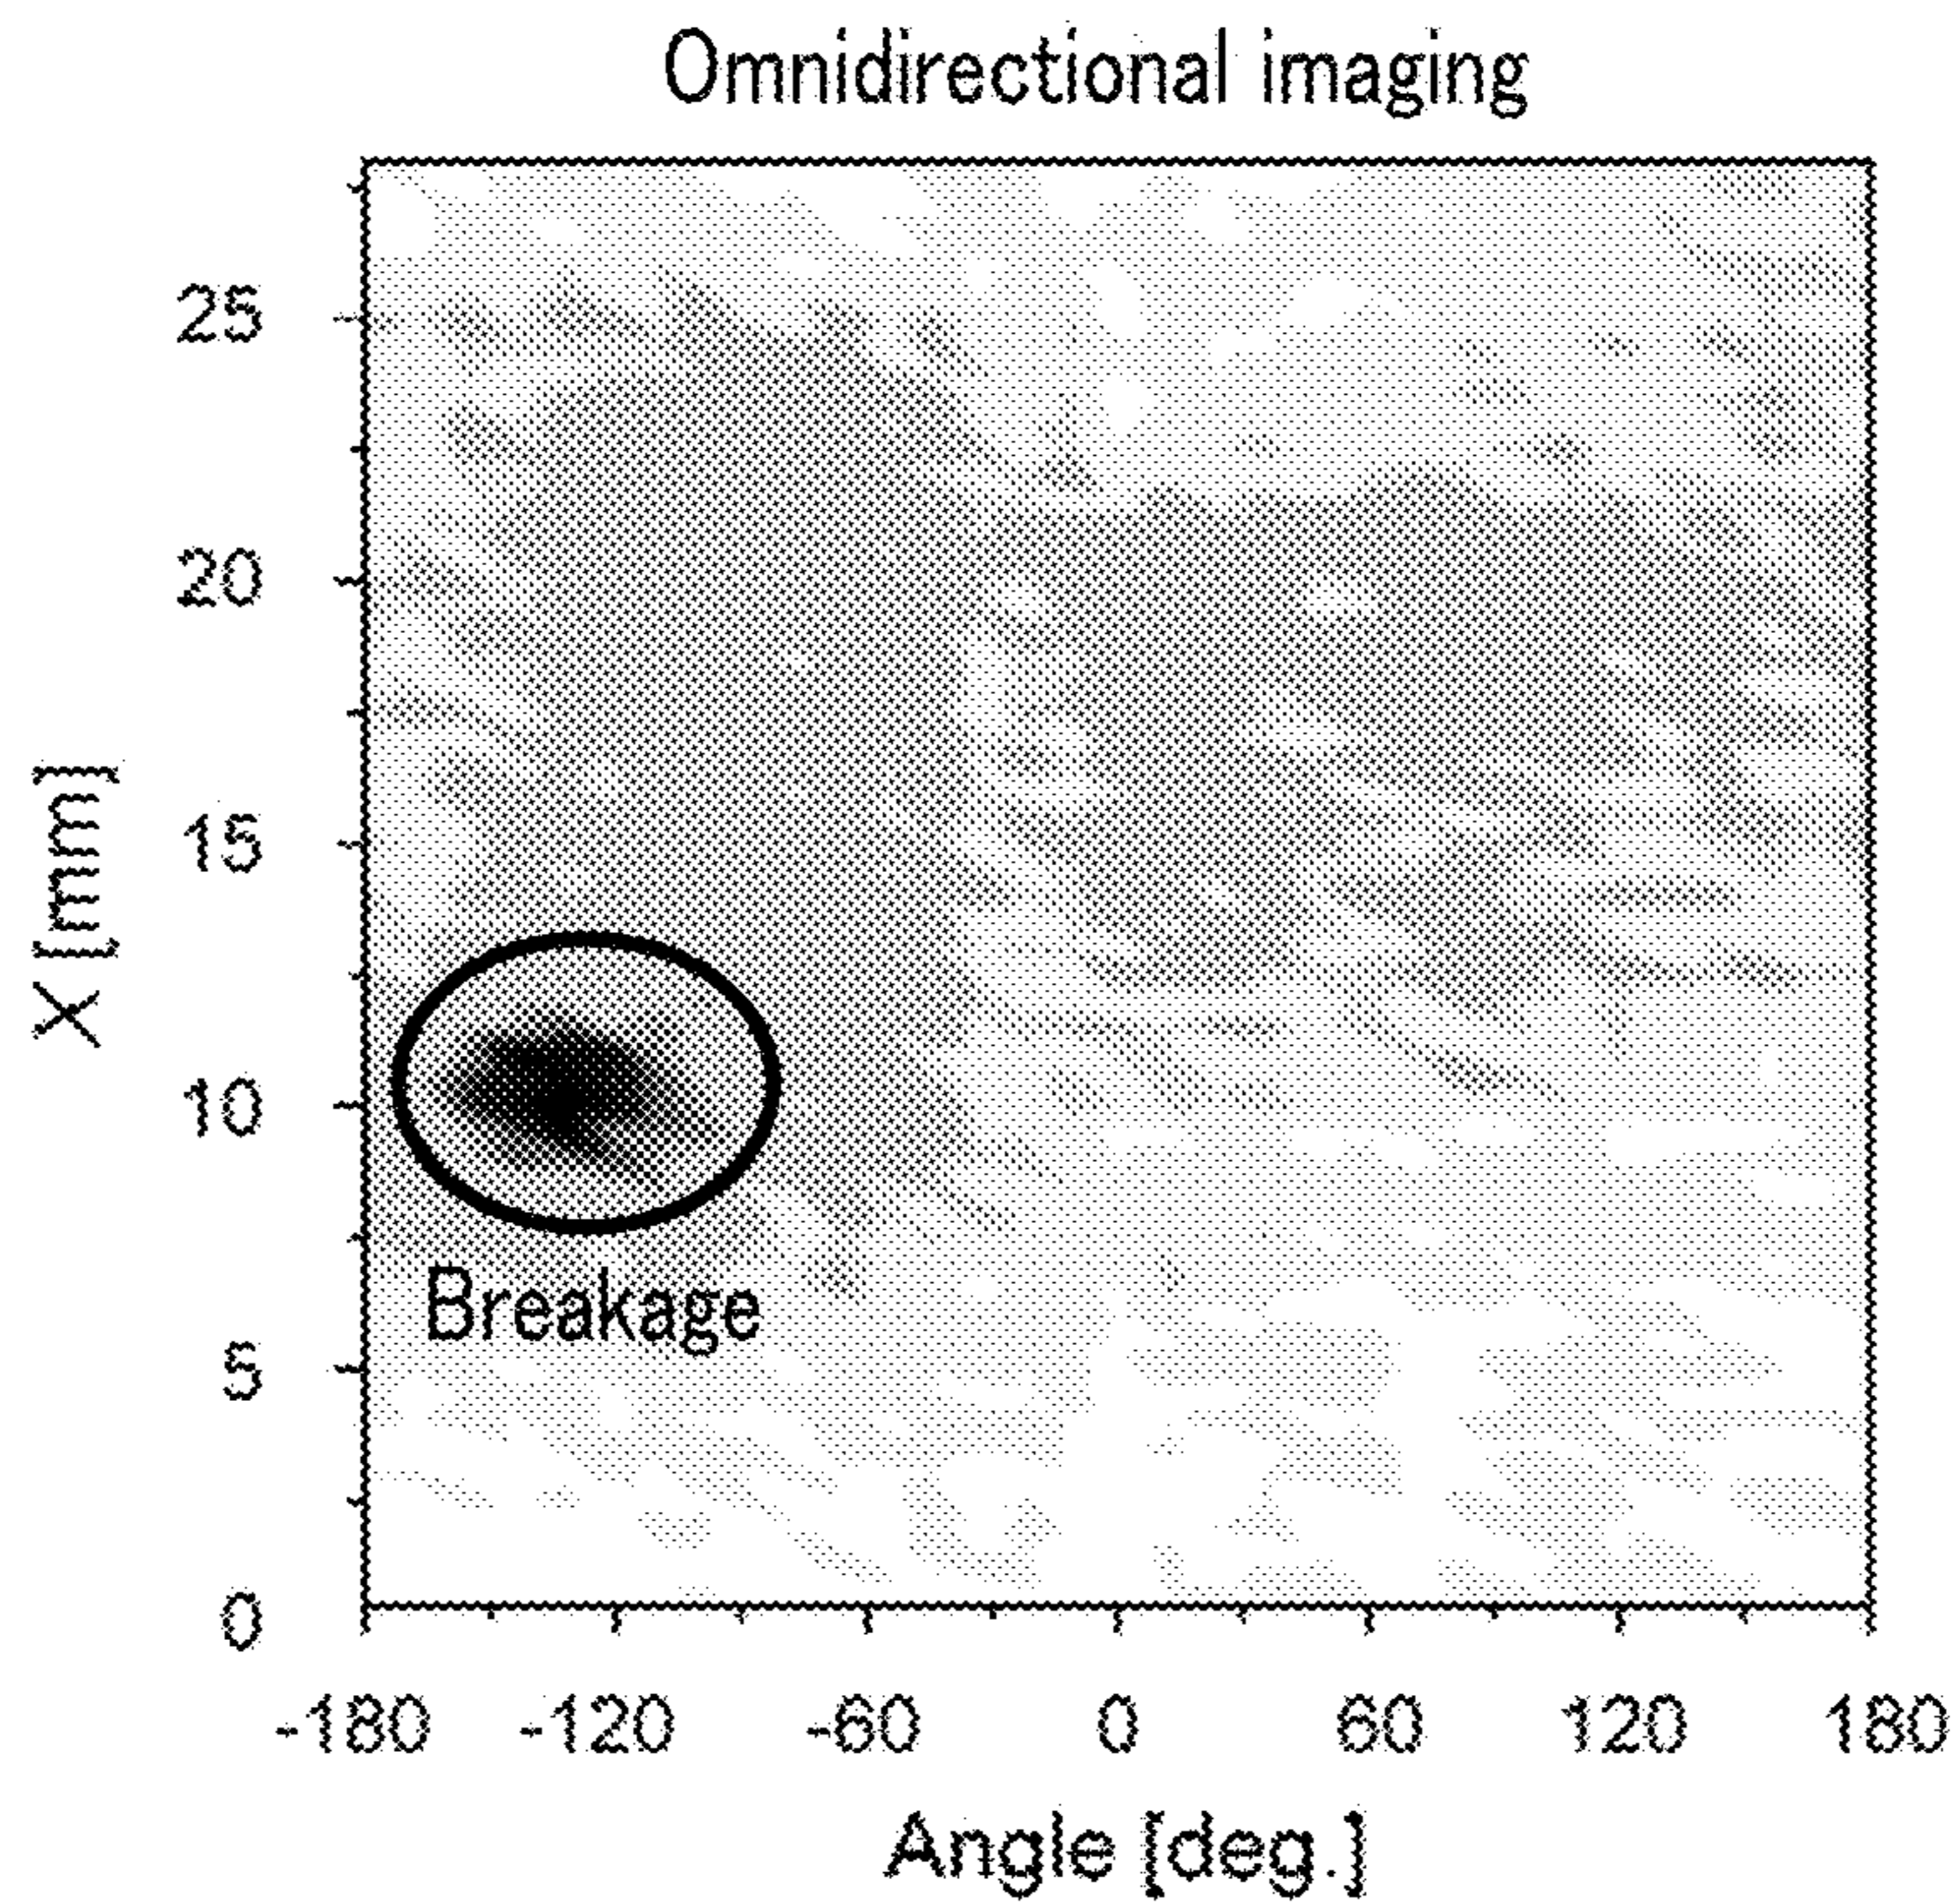 Omnidirectional imaging
X [mm]
25
20
15
10
5
0
Breakage
-180 -120 -60 0 60 120 180
Angle [deg.]